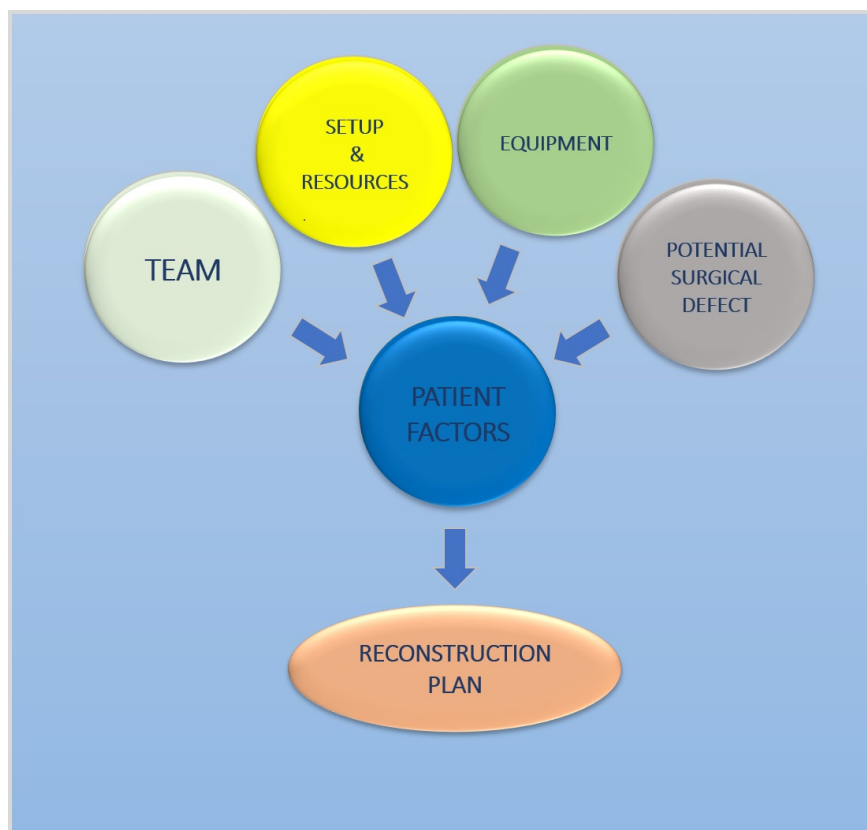 SETUP
&
RESOURCES
.
EQUIPMENT
TEAM
POTENTIAL
SURGICAL
DEFECT
PATIENT
FACTORS
RECONSTRUCTION
PLAN